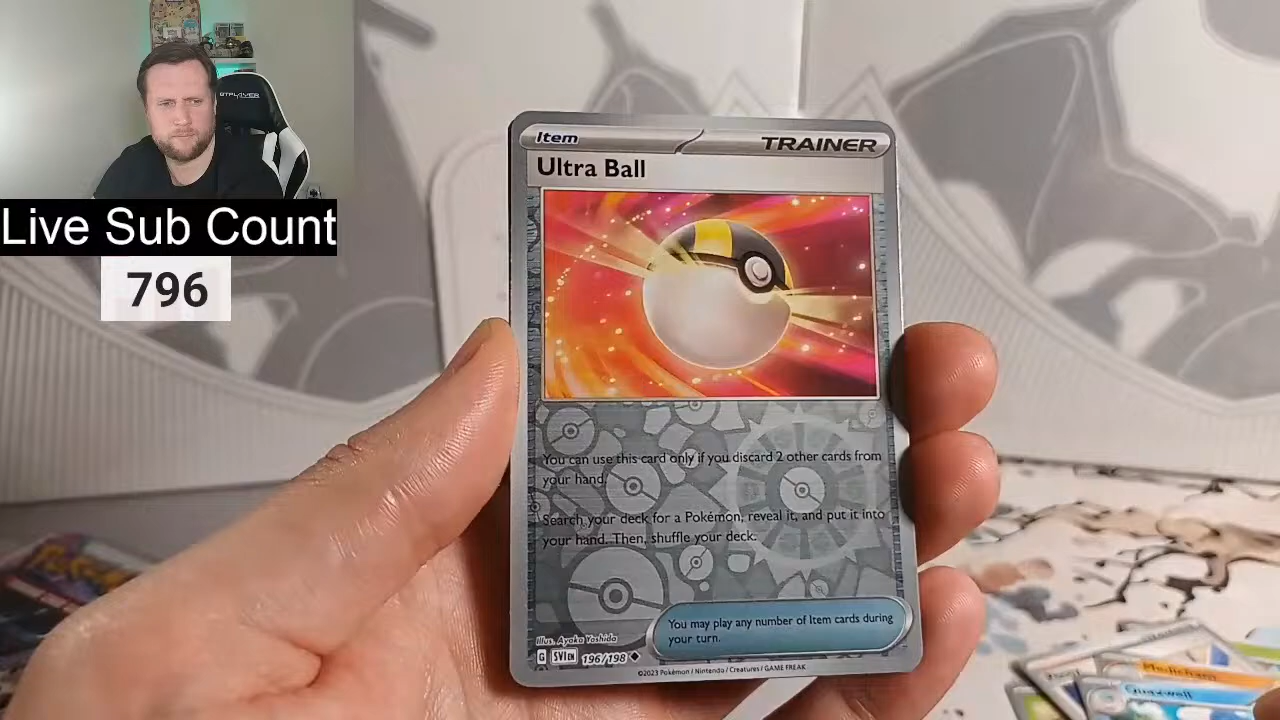 GTPLAYER
Live Sub Count
796
Item
TRAINER
Ultra Ball
You can use this card only if you discard 2 other cards from
your hand.
Search your deck for a Pokémon, reveal it, and put it into
your hand. Then, shuffle your deck.
You may play any number of Item cards during
your turn.
Illus. Ayaka Yoshida
G SVI EN 196/198
©2023 Pokémon / Nintendo / Creatures / GAME FREAK
Quaxwell